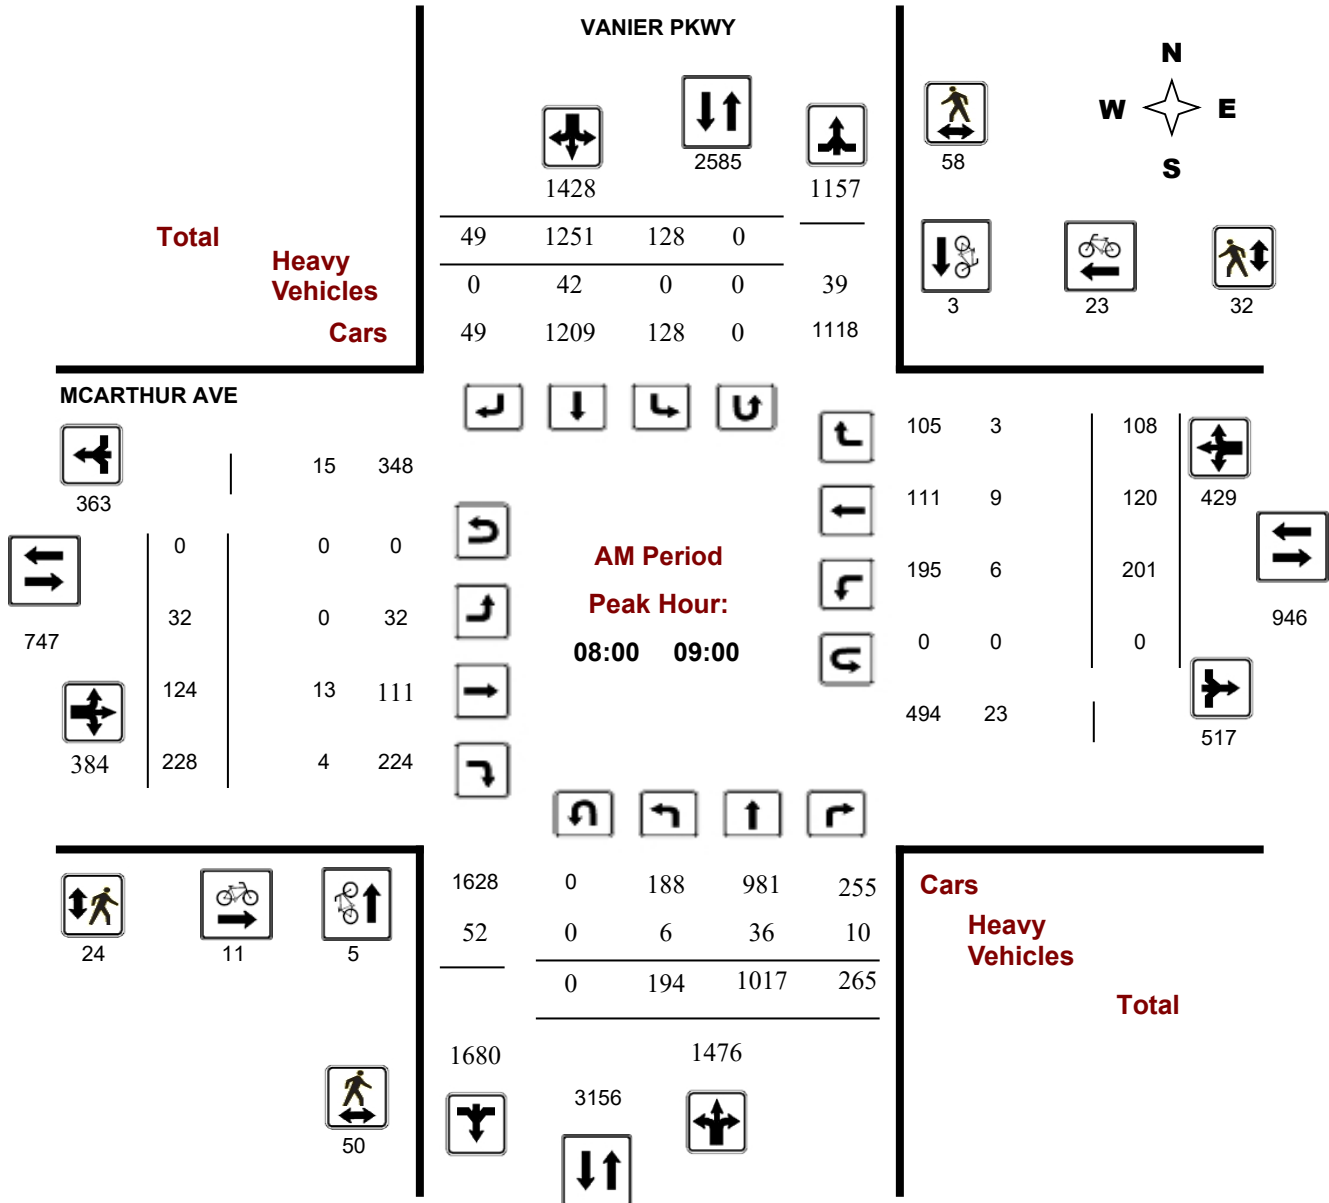 VANIER PKWY
N
W E
S
58
2585
1428 1157
Total
49 1251 128 0
Heavy
Vehicles
0 42 0 0 39
3 23 32
Cars
49 1209 128 0 1118
MCARTHUR AVE
105 3 108
15 348
363
111 9 120 429
0 0 0
AM Period
195 6 201
Peak Hour:
32 0 32
747
946
08:00 09:00
0 0 0
124 13 111
494 23
517
384 228 4 224
1628 0 188 981 255
Cars
52 0 6 36 10
Heavy
Vehicles
24 11 5
0 194 1017 265
Total
1680 1476
3156
50